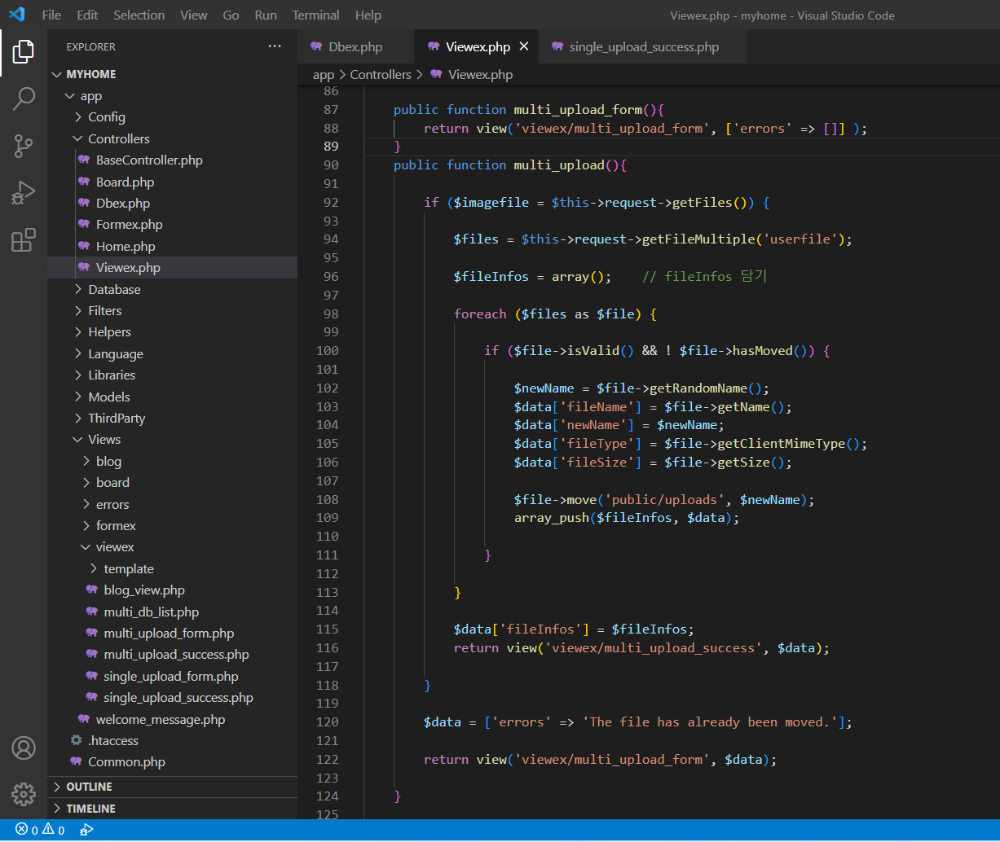 File Edit Selection View Go Run Terminal Help Viewex.php - myhome - Visual Studio Code
EXPLORER ···
MYHOME
app
Config
Controllers
BaseController.php
Board.php
Dbex.php
Formex.php
Home.php
Viewex.php
Database
Filters
Helpers
Language
Libraries
Models
ThirdParty
Views
blog
board
errors
formex
viewex
template
blog_view.php
multi_db_list.php
multi_upload_form.php
multi_upload_success.php
single_upload_form.php
single_upload_success.php
welcome_message.php
.htaccess
Common.php
OUTLINE
TIMELINE
Dbex.php Viewex.php single_upload_success.php
app > Controllers > Viewex.php
86
87 public function multi_upload_form(){
88 return view('viewex/multi_upload_form', ['errors' => []] );
89 }
90 public function multi_upload(){
91
92 if ($imagefile = $this->request->getFiles()) {
93
94 $files = $this->request->getFileMultiple('userfile');
95
96 $fileInfos = array(); // fileInfos 담기
97
98 foreach ($files as $file) {
99
100 if ($file->isValid() && ! $file->hasMoved()) {
101
102 $newName = $file->getRandomName();
103 $data['fileName'] = $file->getName();
104 $data['newName'] = $newName;
105 $data['fileType'] = $file->getClientMimeType();
106 $data['fileSize'] = $file->getSize();
107
108 $file->move('public/uploads', $newName);
109 array_push($fileInfos, $data);
110
111 }
112
113 }
114
115 $data['fileInfos'] = $fileInfos;
116 return view('viewex/multi_upload_success', $data);
117
118 }
119
120 $data = ['errors' => 'The file has already been moved.'];
121
122 return view('viewex/multi_upload_form', $data);
123
124 }
125
0 0